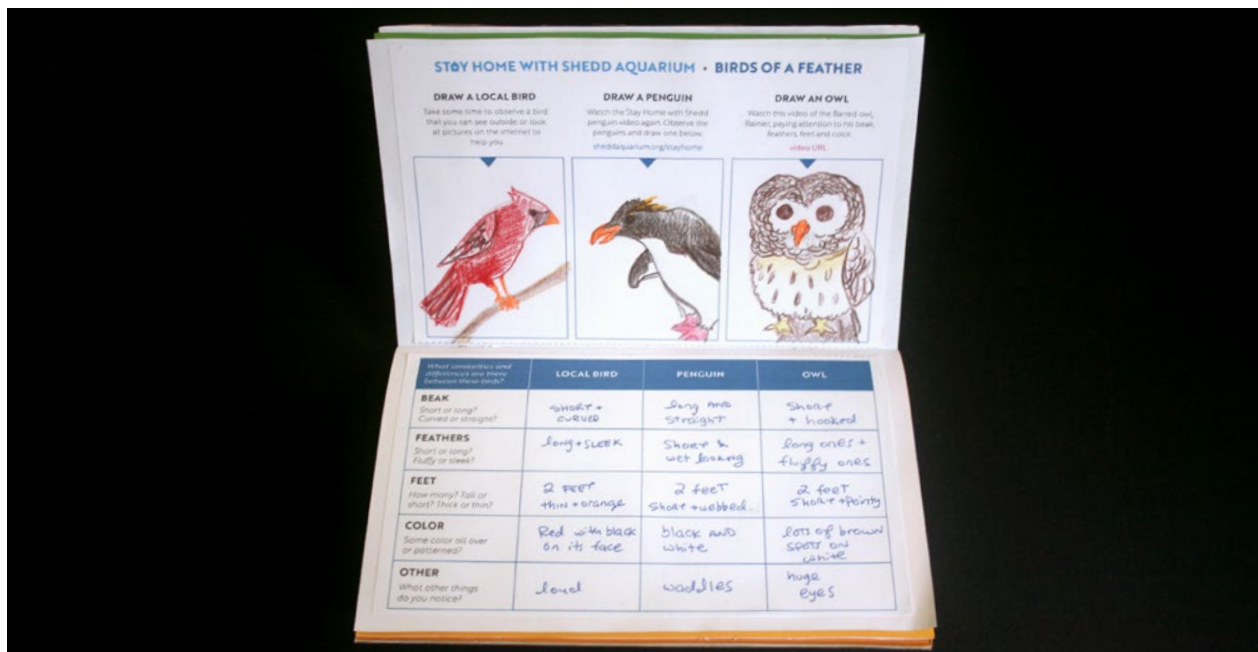 STAY HOME WITH SHEDD AQUARIUM • BIRDS OF A FEATHER
DRAW A LOCAL BIRD
Take some time to observe a bird
that you can see outside or look
at pictures on the internet to
help you.
DRAW A PENGUIN
Watch the Stay Home with Shedd
penguin video again. Observe the
penguins and draw one below.
sheddaquarium.org/stayhome
DRAW AN OWL
Watch this video of the Barred owl,
Rainier, paying attention to his beak,
feathers, feet and color.
video URL
What similarities and
differences are there
between these birds?
LOCAL BIRD
PENGUIN
OWL
BEAK
Short or long?
Curved or straight?
SHORT +
CURVED
long AND
straight
Short
+ hooked
FEATHERS
Short or long?
Fluffy or sleek?
long + SLEEK
Short &
wet looking
long ones +
fluffy ones
FEET
How many? Tall or
short? Thick or thin?
2 FEET
thin + orange
2 feet
Short + webbed
2 feet
short + pointy
COLOR
Same color all over
or patterned?
Red with black
on its face
black AND
white
lots of brown
spots on
white
OTHER
What other things
do you notice?
loud
waddles
huge
eyes